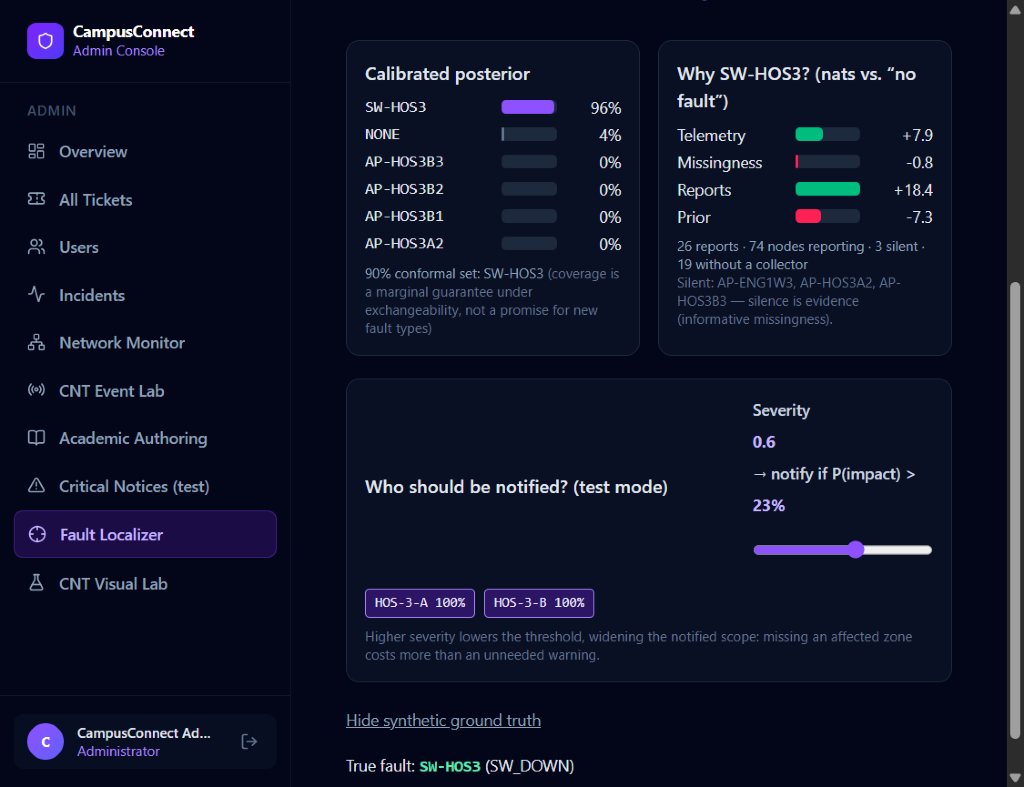 CampusConnect
Admin Console
ADMIN
Overview
All Tickets
Users
Incidents
Network Monitor
CNT Event Lab
Academic Authoring
Critical Notices (test)
Fault Localizer
CNT Visual Lab
C
CampusConnect Ad...
Administrator
Calibrated posterior
SW-HOS3 96%
NONE 4%
AP-HOS3B3 0%
AP-HOS3B2 0%
AP-HOS3B1 0%
AP-HOS3A2 0%
90% conformal set: SW-HOS3 (coverage is
a marginal guarantee under
exchangeability, not a promise for new
fault types)
Why SW-HOS3? (nats vs. “no
fault”)
Telemetry +7.9
Missingness -0.8
Reports +18.4
Prior -7.3
26 reports · 74 nodes reporting · 3 silent ·
19 without a collector
Silent: AP-ENG1W3, AP-HOS3A2, AP-
HOS3B3 — silence is evidence
(informative missingness).
Who should be notified? (test mode)
Severity
0.6
→ notify if P(impact) >
23%
HOS-3-A 100% HOS-3-B 100%
Higher severity lowers the threshold, widening the notified scope: missing an affected zone
costs more than an unneeded warning.
Hide synthetic ground truth
True fault: SW-HOS3 (SW_DOWN)